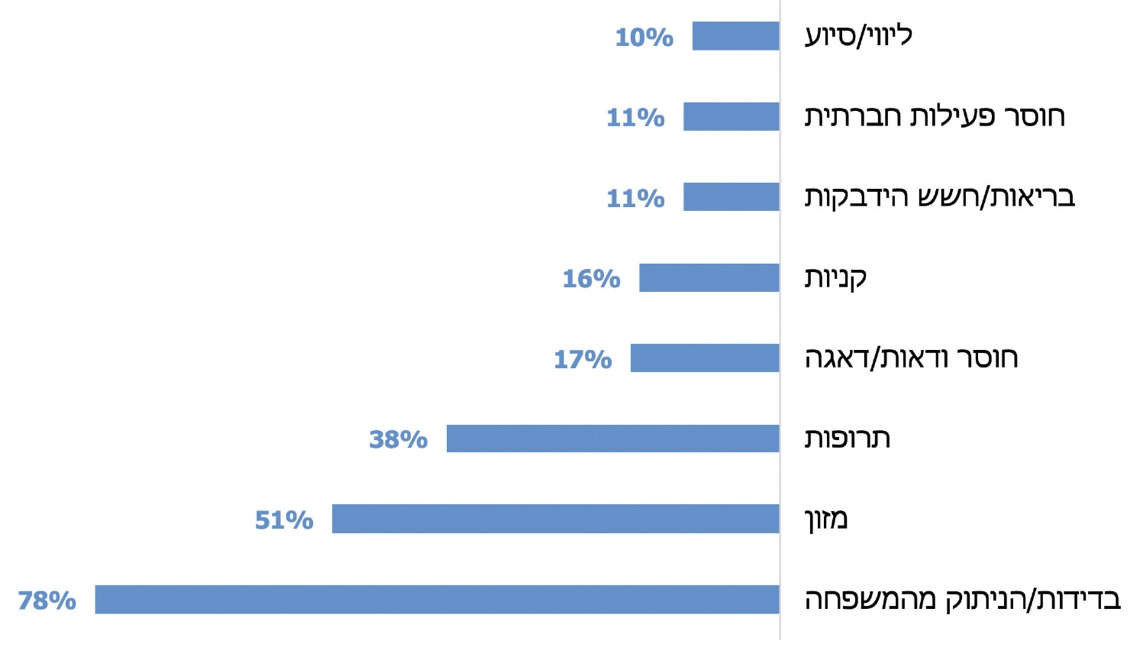 ליווי/סיוע 10%
חוסר פעילות חברתית 11%
בריאות/חשש הידבקות 11%
קניות 16%
חוסר ודאות/דאגה 17%
תרופות 38%
מזון 51%
בדידות/הניתוק מהמשפחה 78%